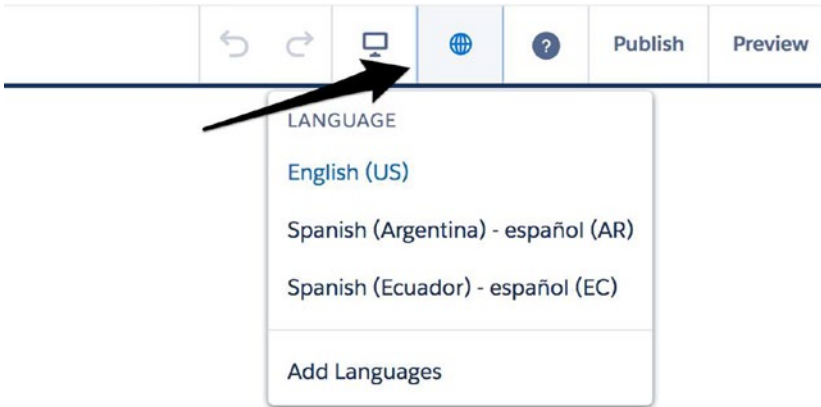 ? Publish Preview
LANGUAGE
English (US)
Spanish (Argentina) - español (AR)
Spanish (Ecuador) - español (EC)
Add Languages